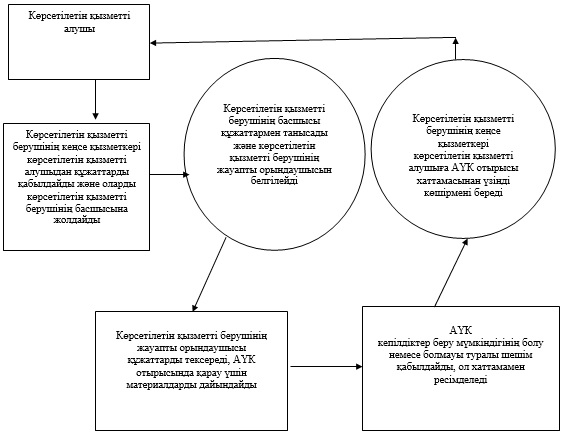 Көрсетілетін қызметті
алушы
Көрсетілетін қызметті
берушінің кеңсе қызметкері
көрсетілетін қызметті
алушыдан құжаттарды
қабылдайды және оларды
көрсетілетін қызметті
берушінің басшысына
жолдайды
Көрсетілетін қызметті
берушінің басшысы
құжаттармен танысады
және көрсетілетін
қызметті берушінің
жауапты орындаушысын
белгілейді
Көрсетілетін қызметті берушінің
жауапты орындаушысы
құжаттарды тексереді, АҮК
отырысында қарау үшін
материалдарды дайындайды
АҮК
кепілдіктер беру мүмкіндігінің болу
немесе болмауы туралы шешім
қабылдайды, ол хаттамамен
ресімделеді
Көрсетілетін қызметті
берушінің кеңсе
қызметкері
көрсетілетін қызметті
алушыға АҮК отырысы
хаттамасынан үзінді
көшірмені береді